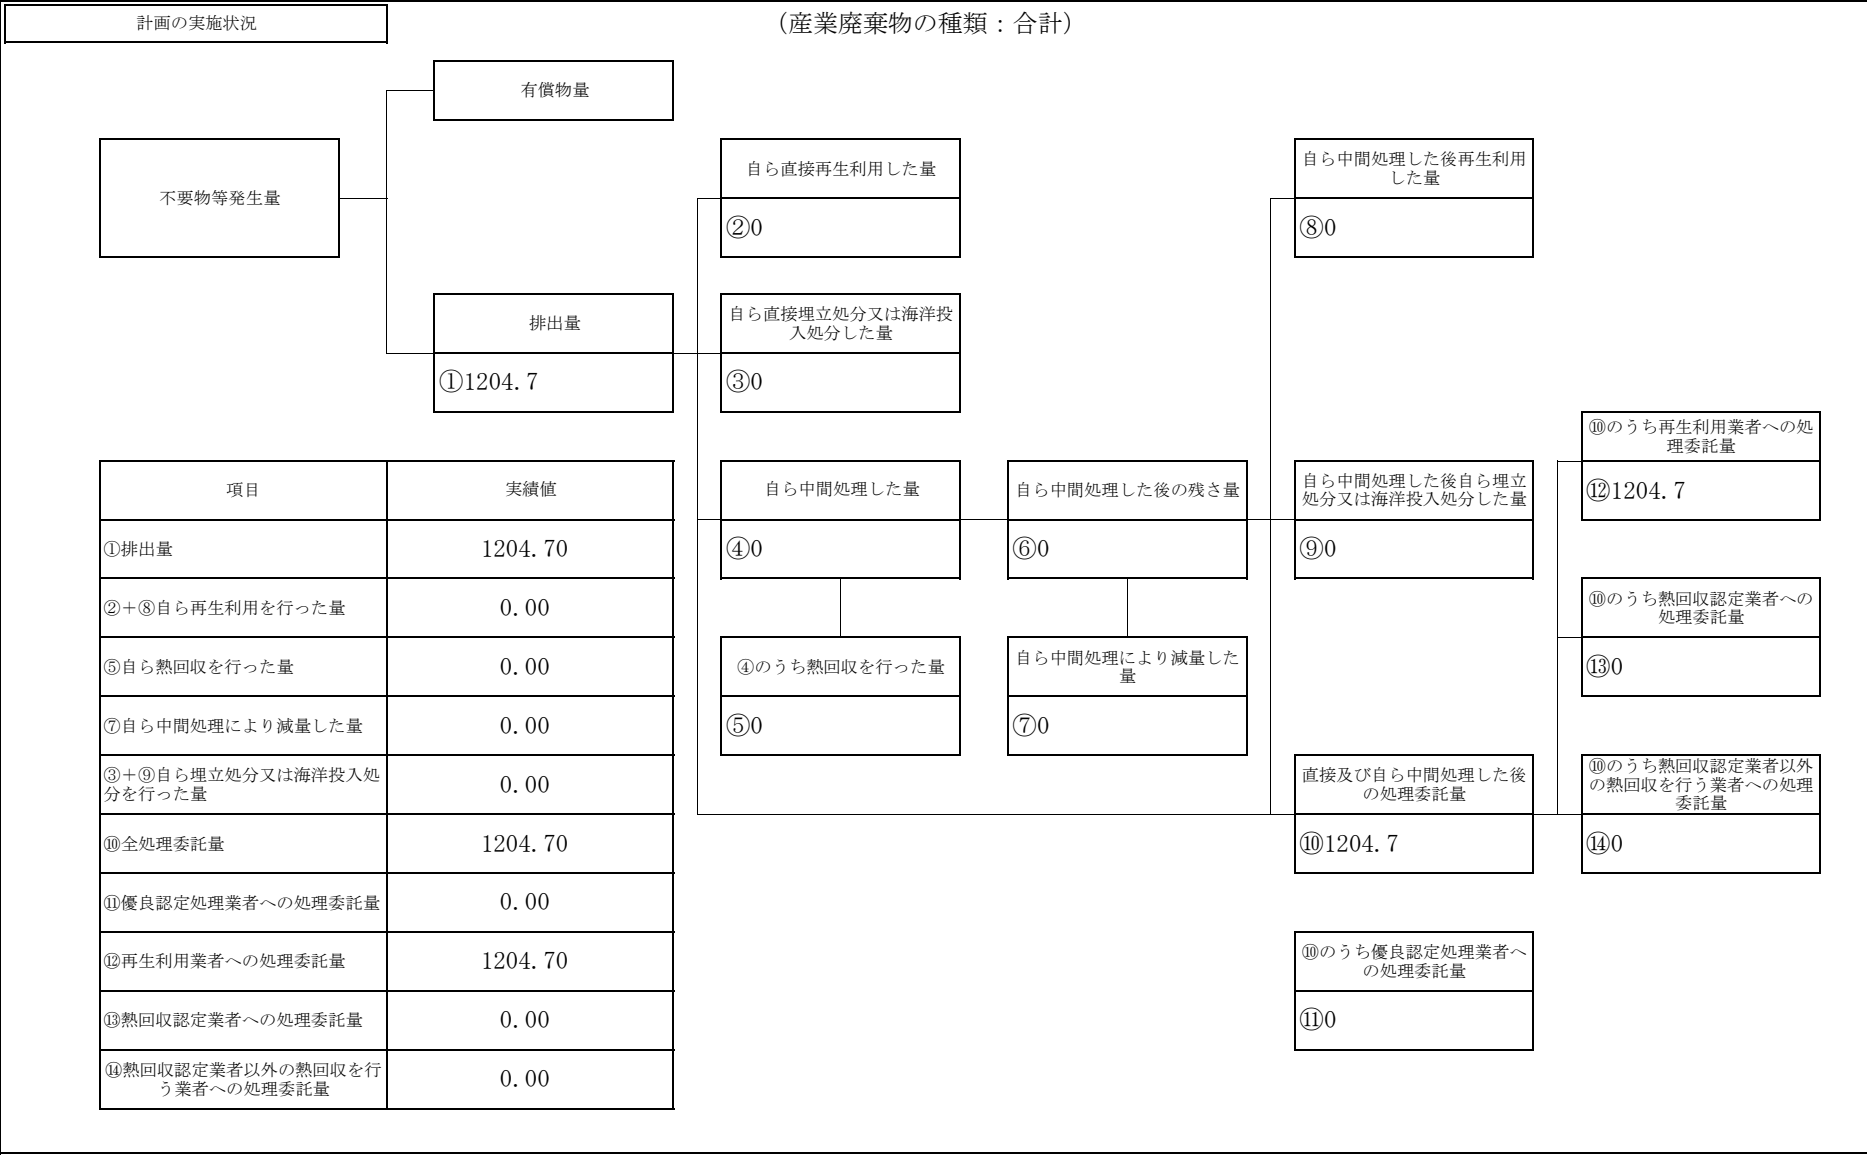 計画の実施状況
（産業廃棄物の種類：合計）
有償物量
不要物等発生量
自ら直接再生利用した量
②0
自ら中間処理した後再生利用
した量
⑧0
排出量
①1204.7
自ら直接埋立処分又は海洋投
入処分した量
③0
項目
実績値
①排出量
1204.70
②＋⑧自ら再生利用を行った量
0.00
⑤自ら熱回収を行った量
0.00
⑦自ら中間処理により減量した量
0.00
③＋⑨自ら埋立処分又は海洋投入処
分を行った量
0.00
⑩全処理委託量
1204.70
⑪優良認定処理業者への処理委託量
0.00
⑫再生利用業者への処理委託量
1204.70
⑬熱回収認定業者への処理委託量
0.00
⑭熱回収認定業者以外の熱回収を行
う業者への処理委託量
0.00
自ら中間処理した量
④0
④のうち熱回収を行った量
⑤0
自ら中間処理した後の残さ量
⑥0
自ら中間処理により減量した
量
⑦0
自ら中間処理した後自ら埋立
処分又は海洋投入処分した量
⑨0
直接及び自ら中間処理した後
の処理委託量
⑩1204.7
⑩のうち優良認定処理業者へ
の処理委託量
⑪0
⑩のうち再生利用業者への処
理委託量
⑫1204.7
⑩のうち熱回収認定業者への
処理委託量
⑬0
⑩のうち熱回収認定業者以外
の熱回収を行う業者への処理
委託量
⑭0